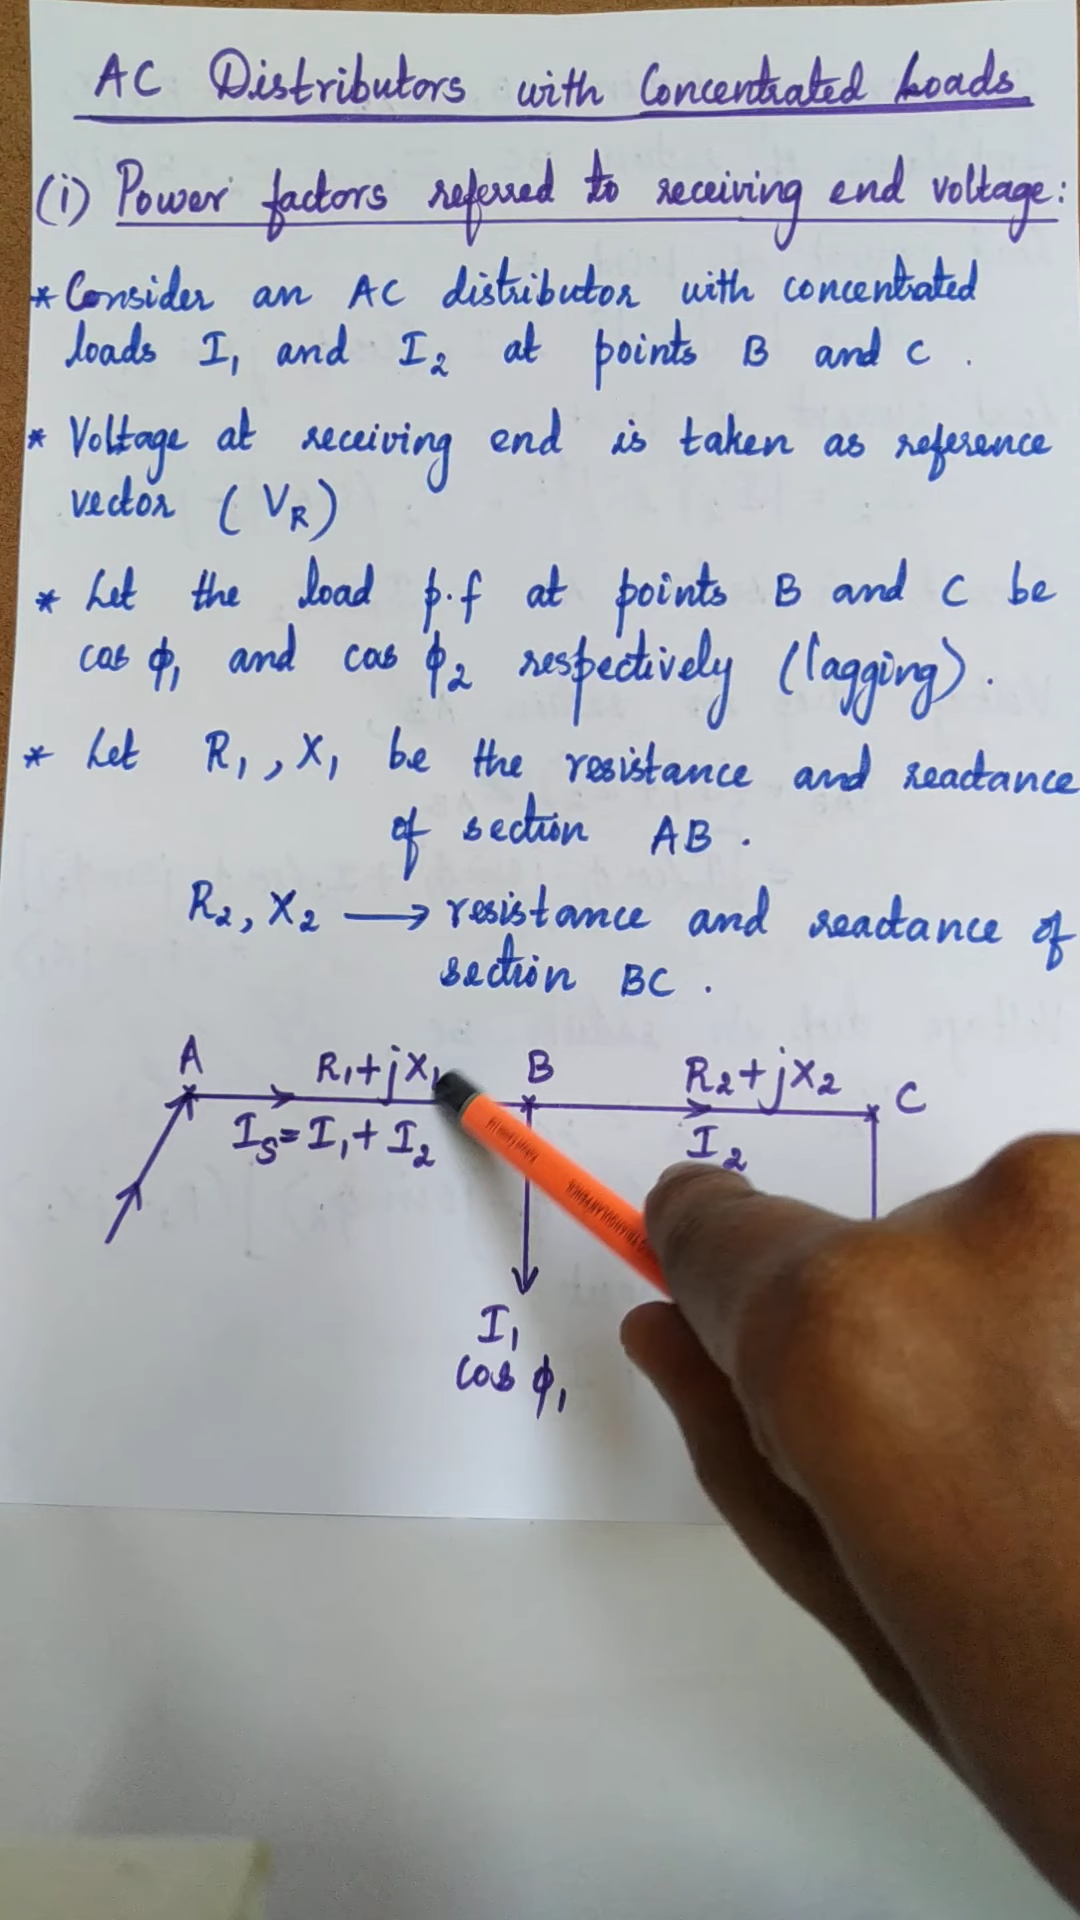 AC Distributors with Concentrated Loads
(i) Power factors referred to receiving end voltage:
* Consider an AC distributor with concentrated
loads I₁ and I₂ at points B and C.
* Voltage at receiving end is taken as reference
vector (V_R)
* Let the load p.f at points B and C be
cos ϕ₁ and cos ϕ₂ respectively (lagging).
* Let R₁, X₁ be the resistance and reactance
of section AB.
R₂, X₂ → resistance and reactance of
section BC.
A R₁+jX₁ B R₂+jX₂ C
I_S=I₁+I₂ I₂
I₁
cos ϕ₁